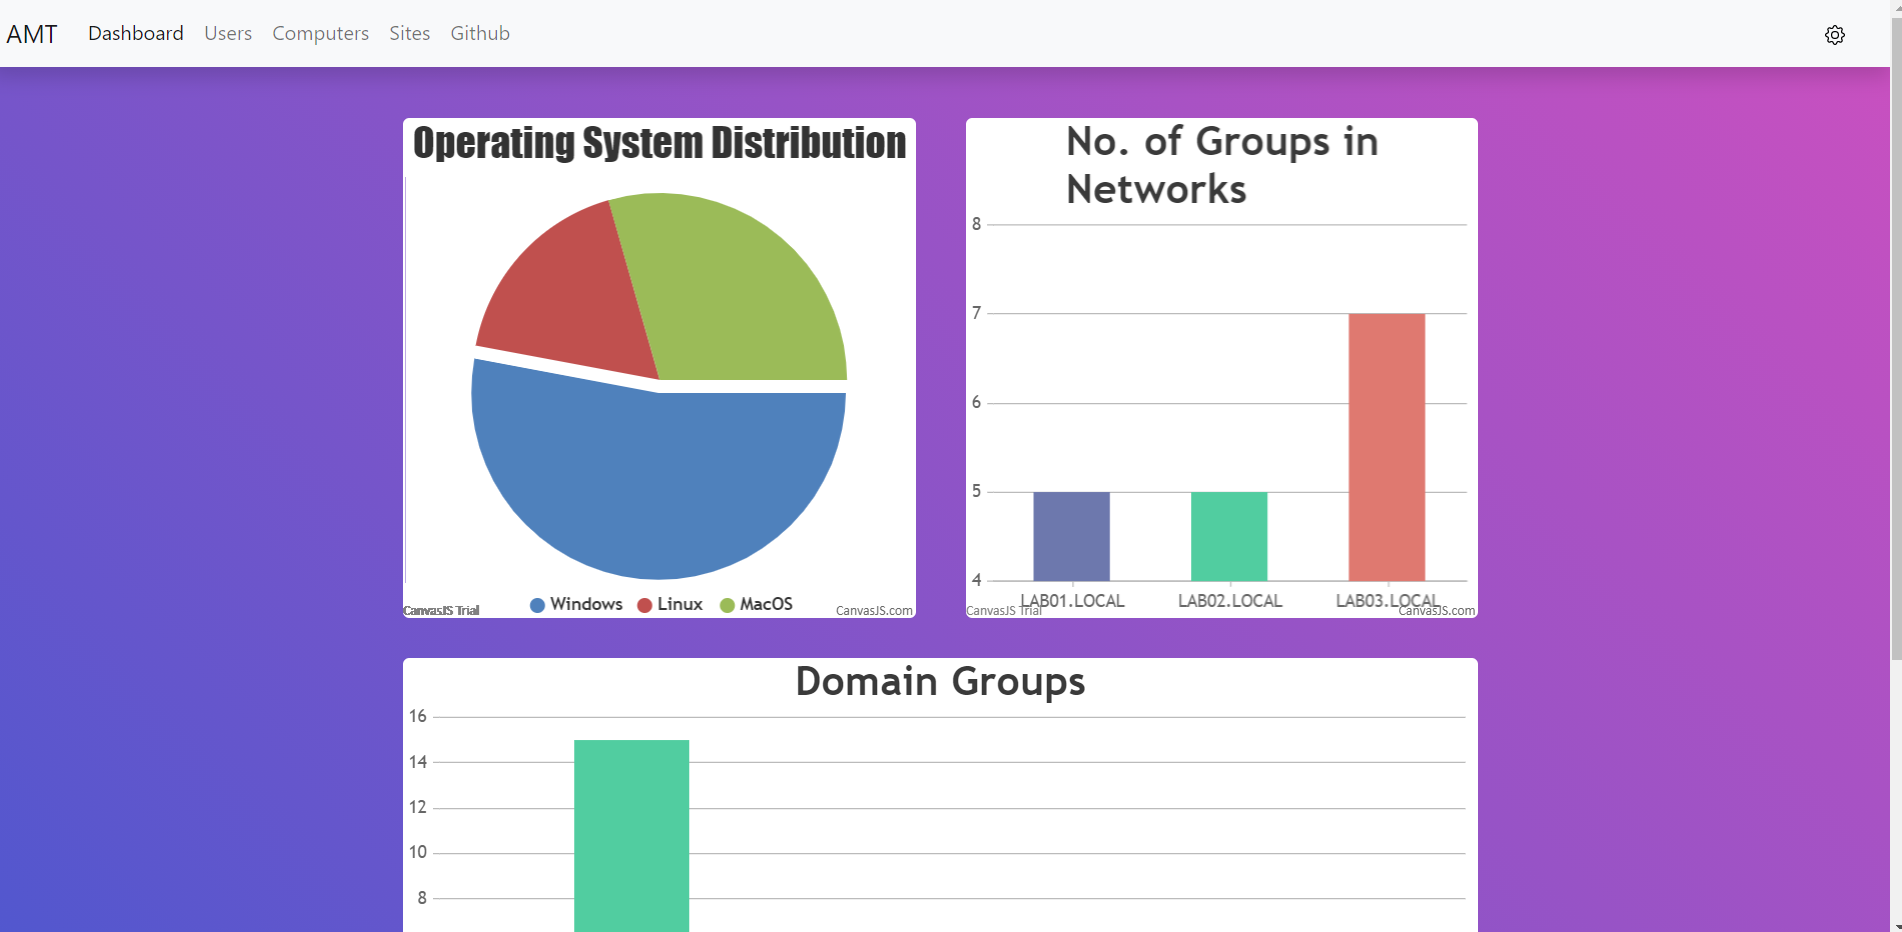 AMT Dashboard Users Computers Sites Github
Operating System Distribution
Windows Linux MacOS
CanvasJS Trial
CanvasJS.com
No. of Groups in
Networks
8
7
6
5
4
LAB01.LOCAL LAB02.LOCAL LAB03.LOCAL
CanvasJS Trial
CanvasJS.com
Domain Groups
16
14
12
10
8